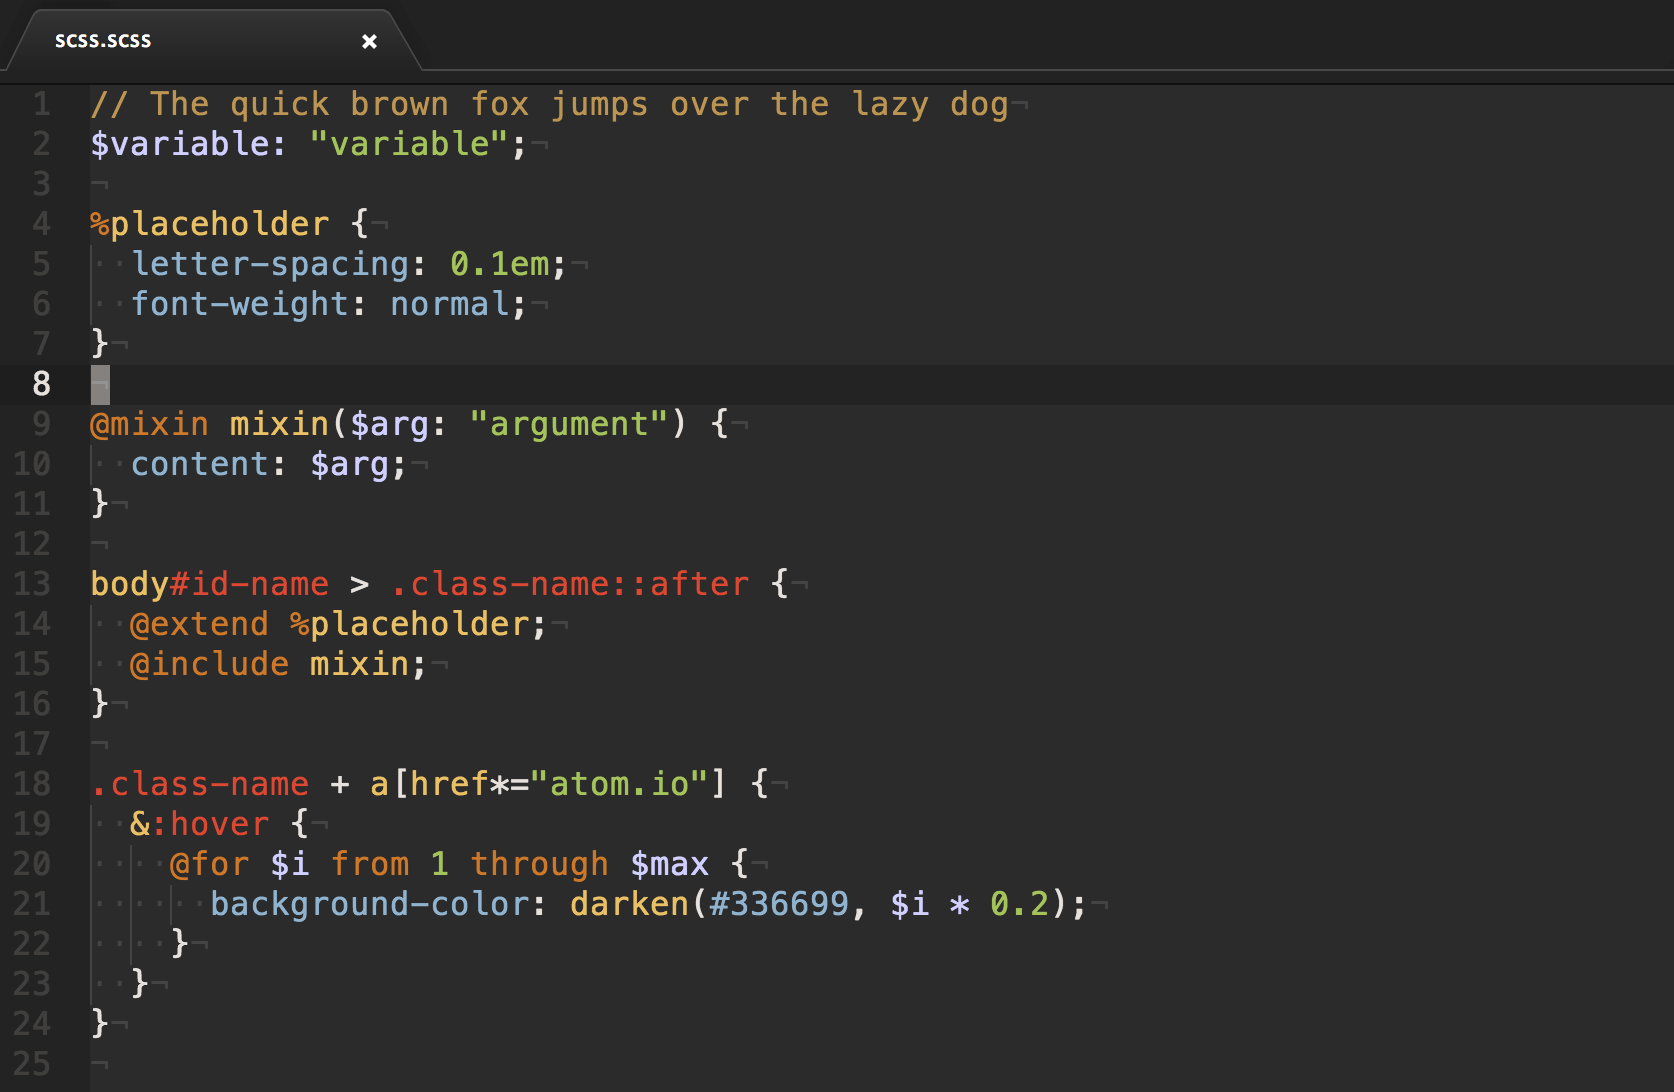 scss.scss ×
1 // The quick brown fox jumps over the lazy dog¬
2 $variable: "variable";¬
3 ¬
4 %placeholder {¬
5 ··letter-spacing: 0.1em;¬
6 ··font-weight: normal;¬
7 }¬
8 ¬
9 @mixin mixin($arg: "argument") {¬
10 ··content: $arg;¬
11 }¬
12 ¬
13 body#id-name > .class-name::after {¬
14 ··@extend %placeholder;¬
15 ··@include mixin;¬
16 }¬
17 ¬
18 .class-name + a[href*="atom.io"] {¬
19 ··&:hover {¬
20 ····@for $i from 1 through $max {¬
21 ······background-color: darken(#336699, $i * 0.2);¬
22 ····}¬
23 ··}¬
24 }¬
25 ¬